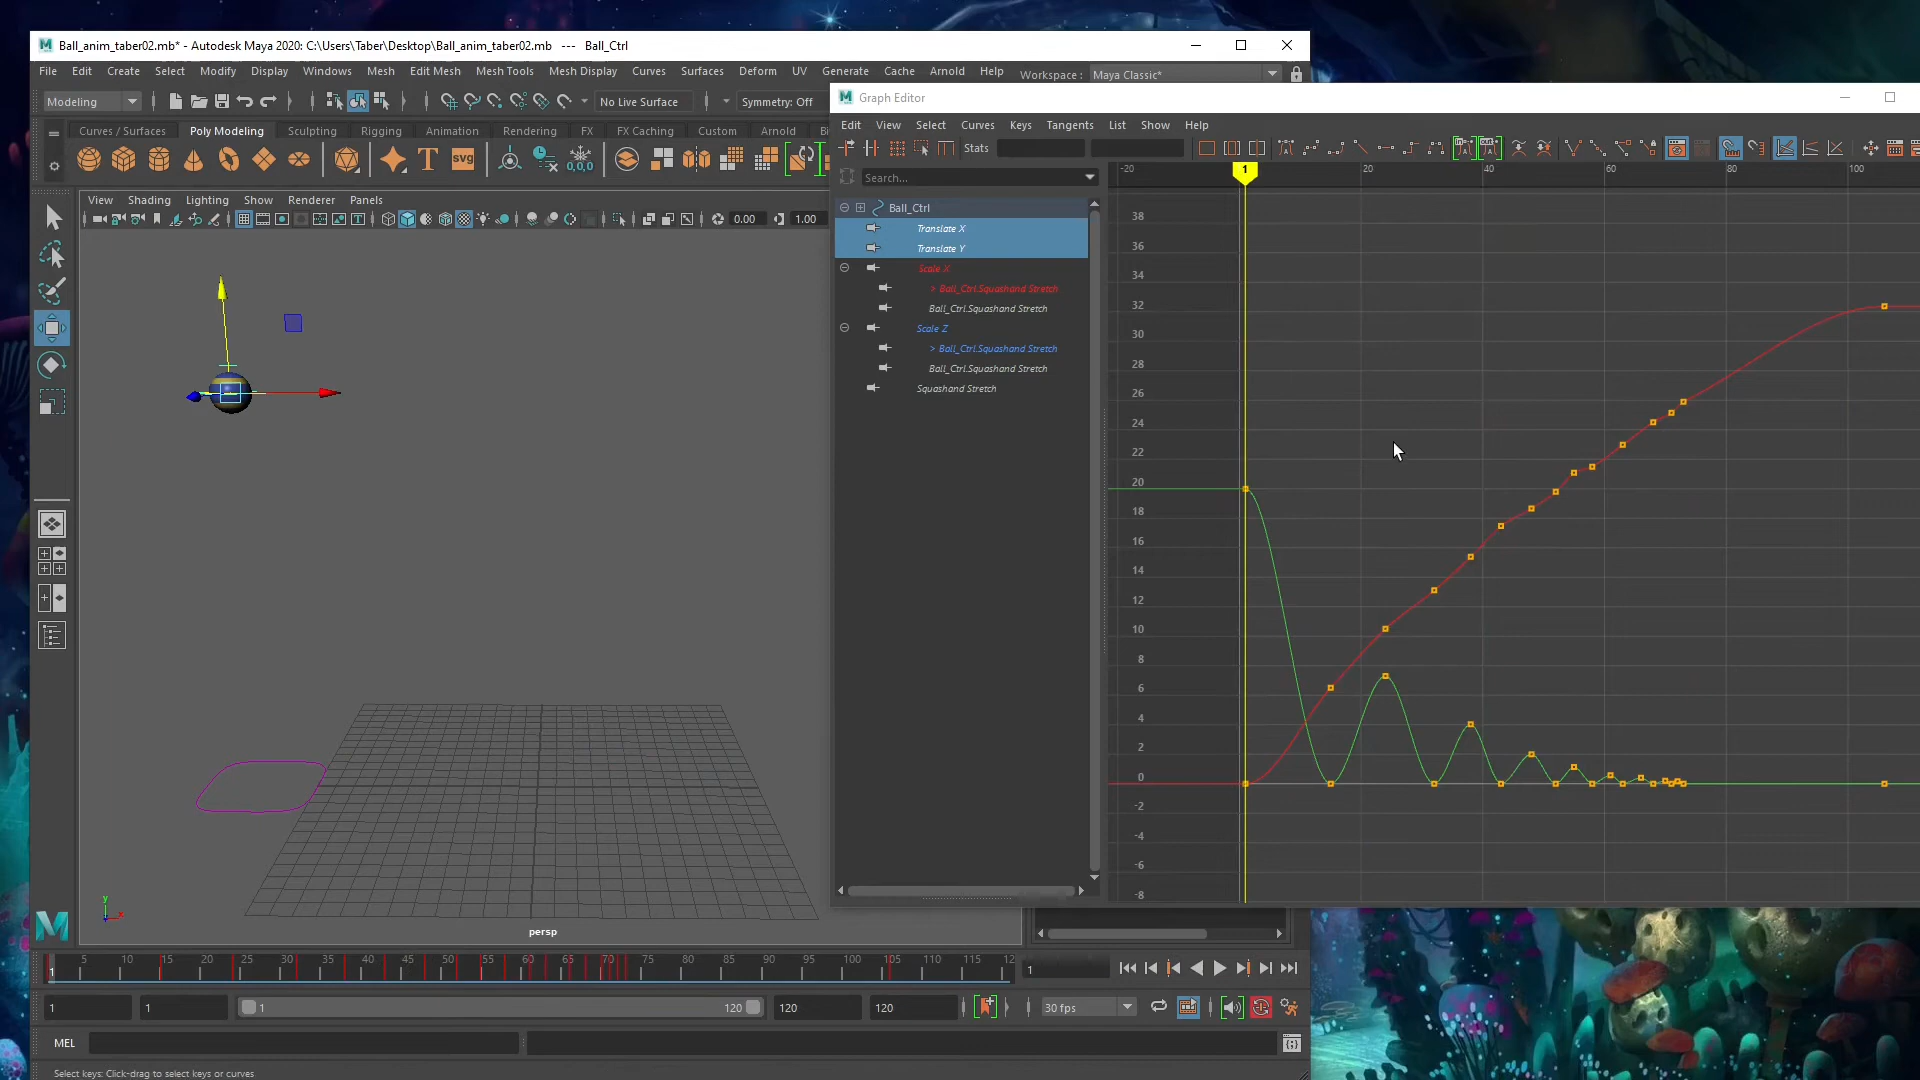 Ball_anim_taber02.mb* - Autodesk Maya 2020: C:\Users\Taber\Desktop\Ball_anim_taber02.mb --- Ball_Ctrl
File Edit Create Select Modify Display Windows Mesh Edit Mesh Mesh Tools Mesh Display Curves Surfaces Deform UV Generate Cache Arnold Help Workspace : Maya Classic*
Modeling No Live Surface Symmetry: Off
Curves / Surfaces Poly Modeling Sculpting Rigging Animation Rendering FX FX Caching Custom Arnold
T SVG 0,0,0
View Shading Lighting Show Renderer Panels
0.00 1.00
persp
y
x
Graph Editor
Edit View Select Curves Keys Tangents List Show Help
Stats
Search...
Ball_Ctrl
Translate X
Translate Y
Scale X
> Ball_Ctrl.Squashand Stretch
Ball_Ctrl.Squashand Stretch
Scale Z
> Ball_Ctrl.Squashand Stretch
Ball_Ctrl.Squashand Stretch
Squashand Stretch
-20 1 20 40 60 80 100
38
36
34
32
30
28
26
24
22
20
18
16
14
12
10
8
6
4
2
0
-2
-4
-6
-8
1 5 10 15 20 25 30 35 40 45 50 55 60 65 70 75 80 85 90 95 100 105 110 115 12 1
1 1 1 120 120 120 30 fps
MEL
Select keys: Click-drag to select keys or curves